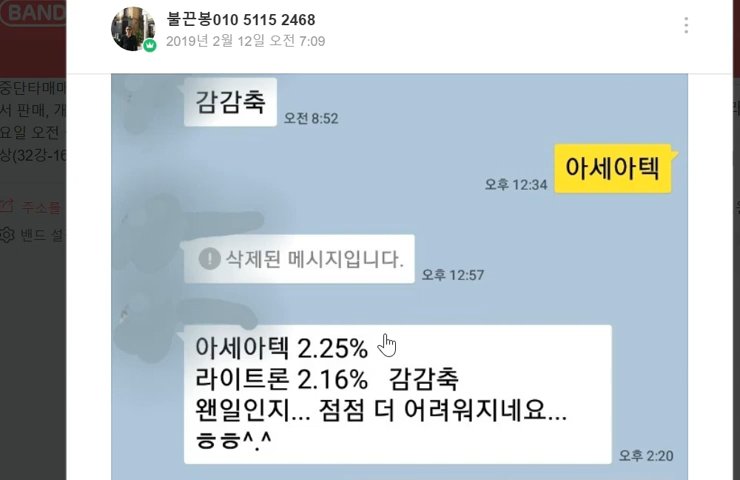 BAND
불끈봉010 5115 2468
2019년 2월 12일 오전 7:09
중단타매매
서 판매, 개
요일 오전
상(32강-16
주소를
밴드 설
감감축
오전 8:52
아세아텍
오후 12:34
삭제된 메시지입니다.
오후 12:57
아세아텍 2.25%
라이트론 2.16% 감감축
왠일인지... 점점 더 어려워지네요...
ㅎㅎ^.^
오후 2:20